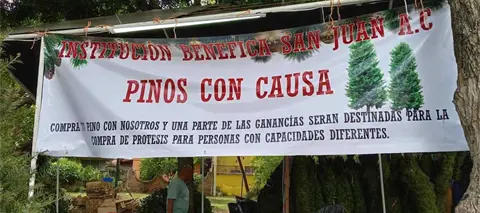 INSTITUCION BENEFICA SAN JUAN A.C
PINOS CON CAUSA
COMPRA TU PINO CON NOSOTROS Y UNA PARTE DE LAS GANANCÍAS SERAN DESTINADAS PARA LA
COMPRA DE PROTESIS PARA PERSONAS CON CAPACIDADES DIFERENTES.